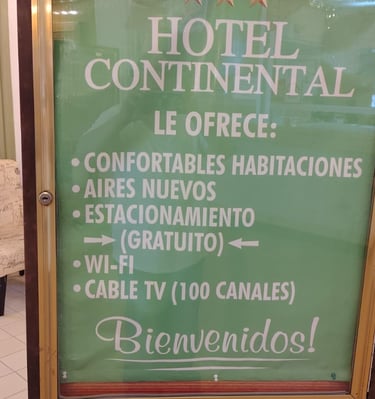 HOTEL
CONTINENTAL
LE OFRECE:
• CONFORTABLES HABITACIONES
• AIRES NUEVOS
• ESTACIONAMIENTO
→ (GRATUITO) ←
• WI-FI
• CABLE TV (100 CANALES)
Bienvenidos!